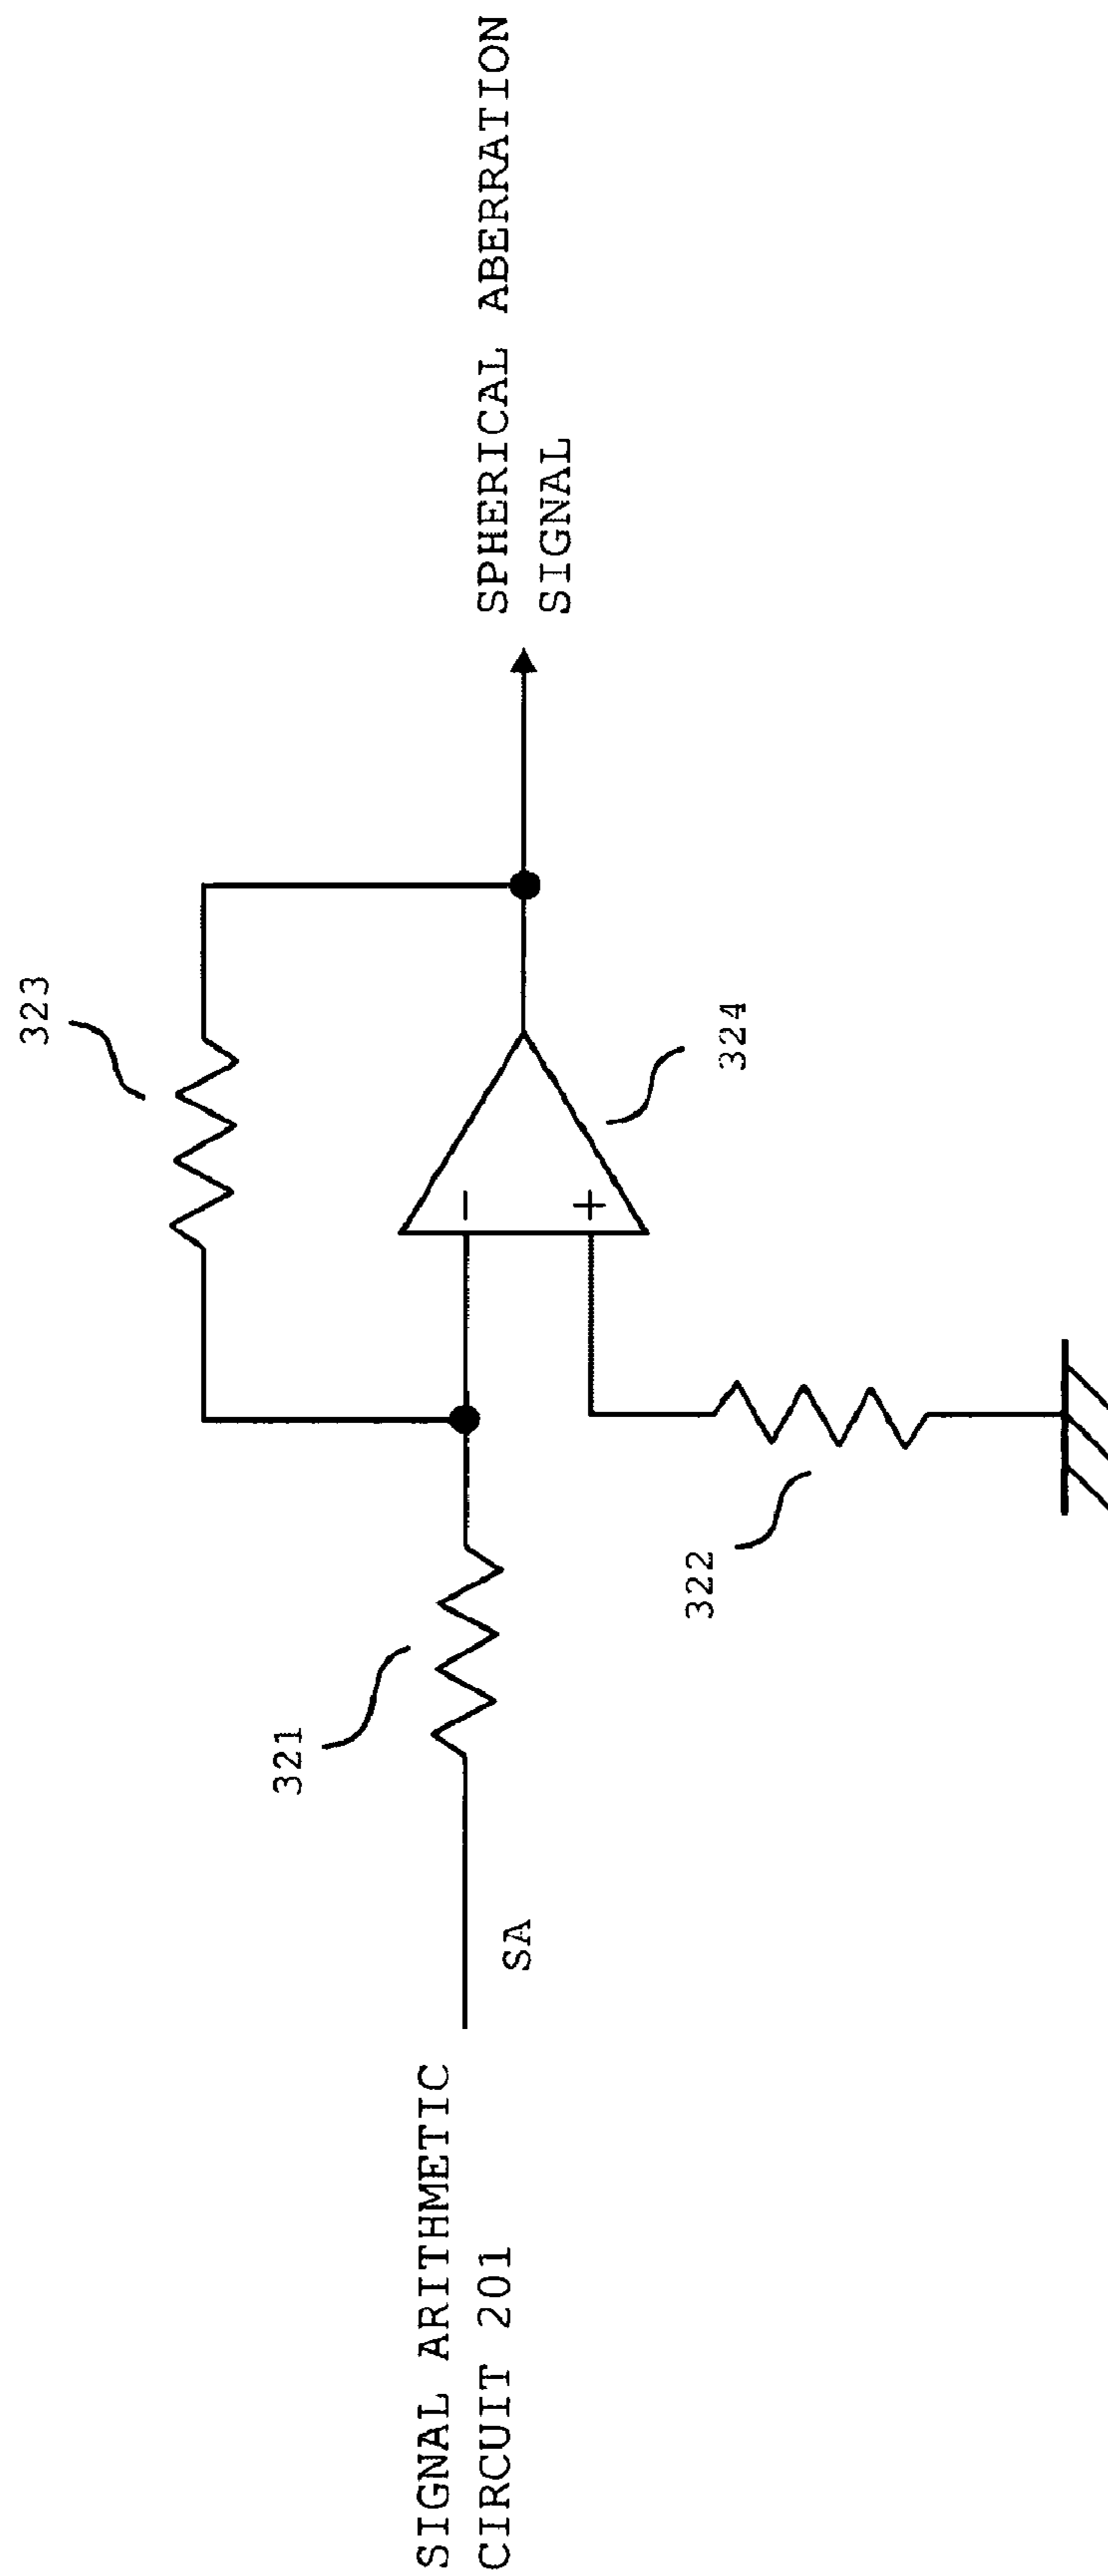 323
324
321
322
SIGNAL ARITHMETIC
CIRCUIT 201
SA
-
+
SPHERICAL ABERRATION
SIGNAL